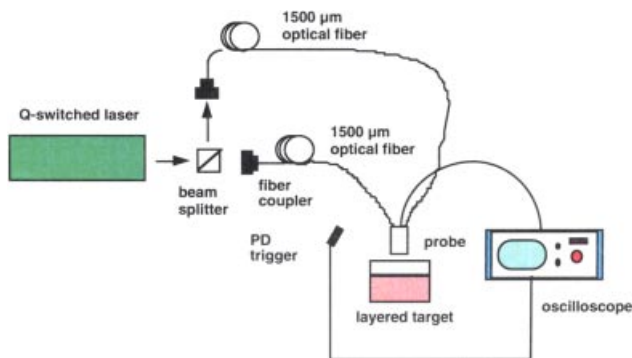 1500 µm
optical fiber
Q-switched laser
1500 µm
optical fiber
beam
splitter
fiber
coupler
PD
trigger
probe
layered target
oscilloscope